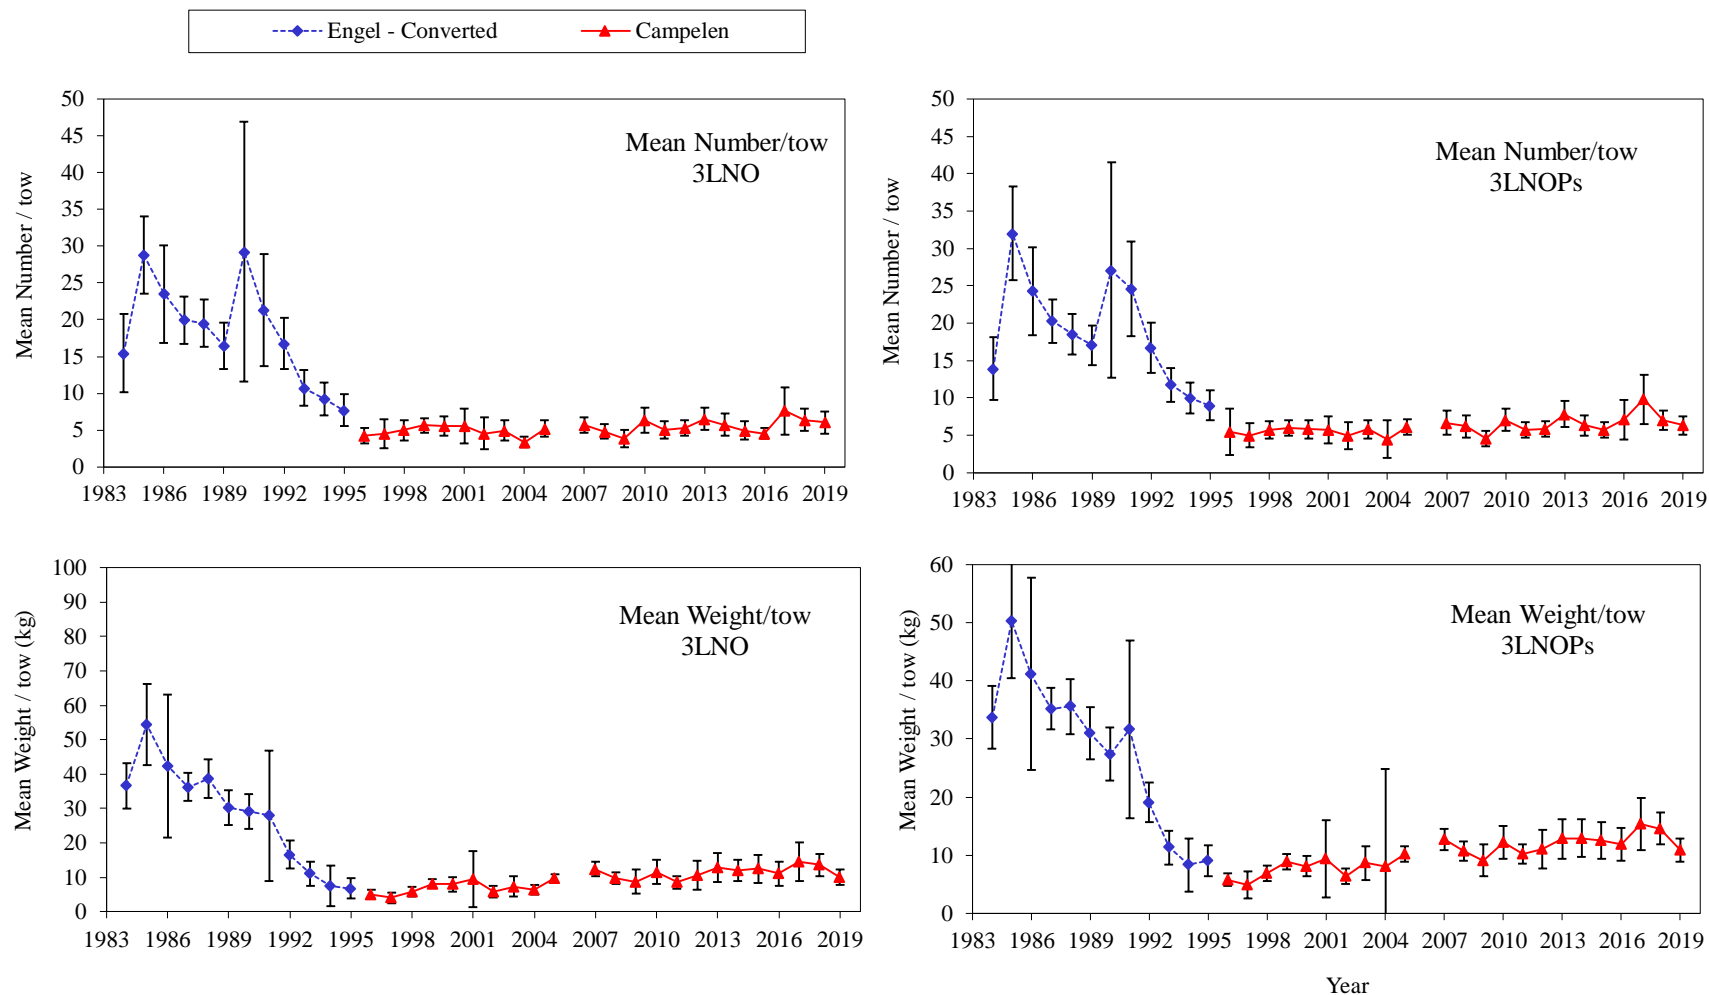 Engel - Converted Campelen
Mean Number / tow
50
45
40
35
30
25
20
15
10
5
0
Mean Number/tow
3LNO
1983 1986 1989 1992 1995 1998 2001 2004 2007 2010 2013 2016 2019
Mean Number / tow
50
45
40
35
30
25
20
15
10
5
0
Mean Number/tow
3LNOPs
1983 1986 1989 1992 1995 1998 2001 2004 2007 2010 2013 2016 2019
Mean Weight / tow (kg)
100
90
80
70
60
50
40
30
20
10
0
Mean Weight/tow
3LNO
1983 1986 1989 1992 1995 1998 2001 2004 2007 2010 2013 2016 2019
Mean Weight / tow (kg)
60
50
40
30
20
10
0
Mean Weight/tow
3LNOPs
1983 1986 1989 1992 1995 1998 2001 2004 2007 2010 2013 2016 2019
Year